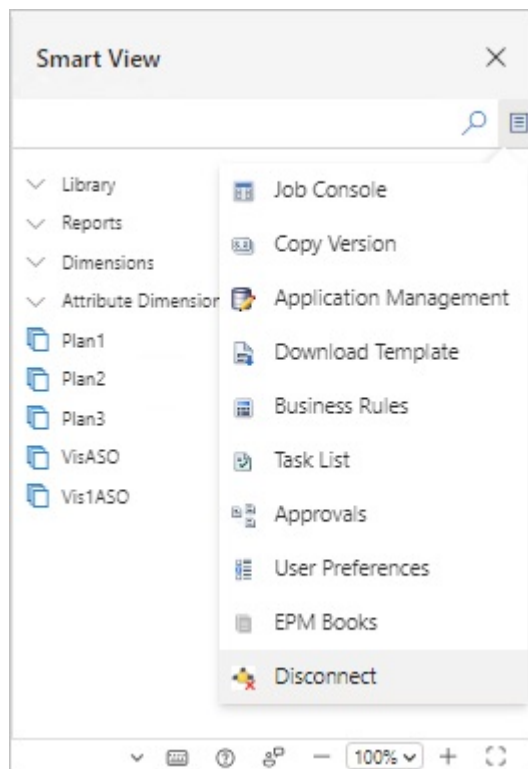 Smart View
Library
Reports
Dimensions
Attribute Dimension
Plan1
Plan2
Plan3
VisASO
Vis1ASO
Job Console
Copy Version
Application Management
Download Template
Business Rules
Task List
Approvals
User Preferences
EPM Books
Disconnect
100%